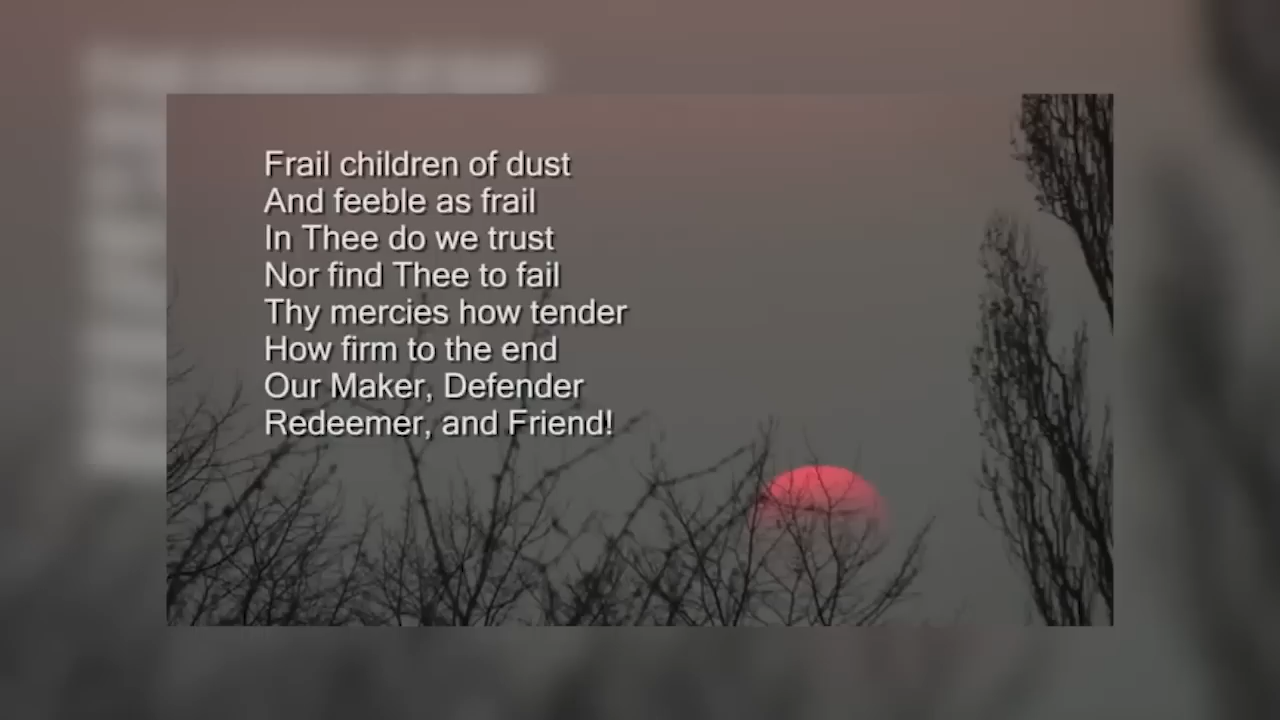 Frail children of dust
And feeble as frail
In Thee do we trust
Nor find Thee to fail
Thy mercies how tender
How firm to the end
Our Maker, Defender
Redeemer, and Friend!